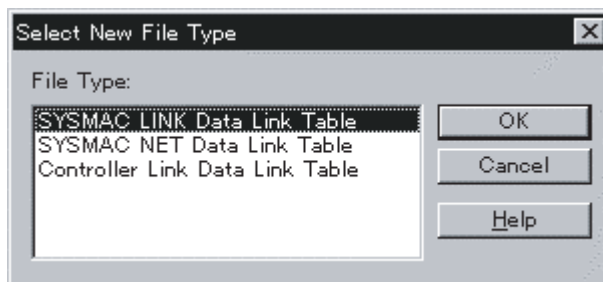 Select New File Type
File Type:
SYSMAC LINK Data Link Table
SYSMAC NET Data Link Table
Controller Link Data Link Table
OK
Cancel
Help